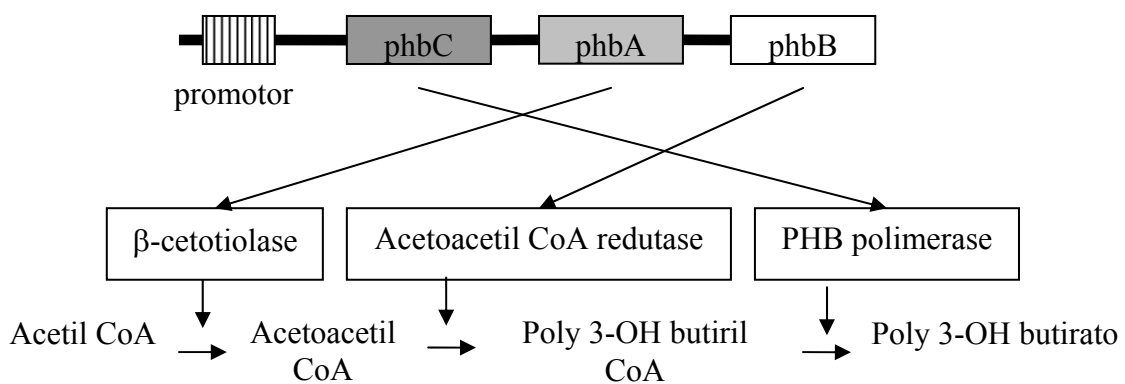 phbC phbA phbB
promotor
β-cetotiolase Acetoacetil CoA redutase PHB polimerase
Acetil CoA Acetoacetil CoA Poly 3-OH butiril CoA Poly 3-OH butirato